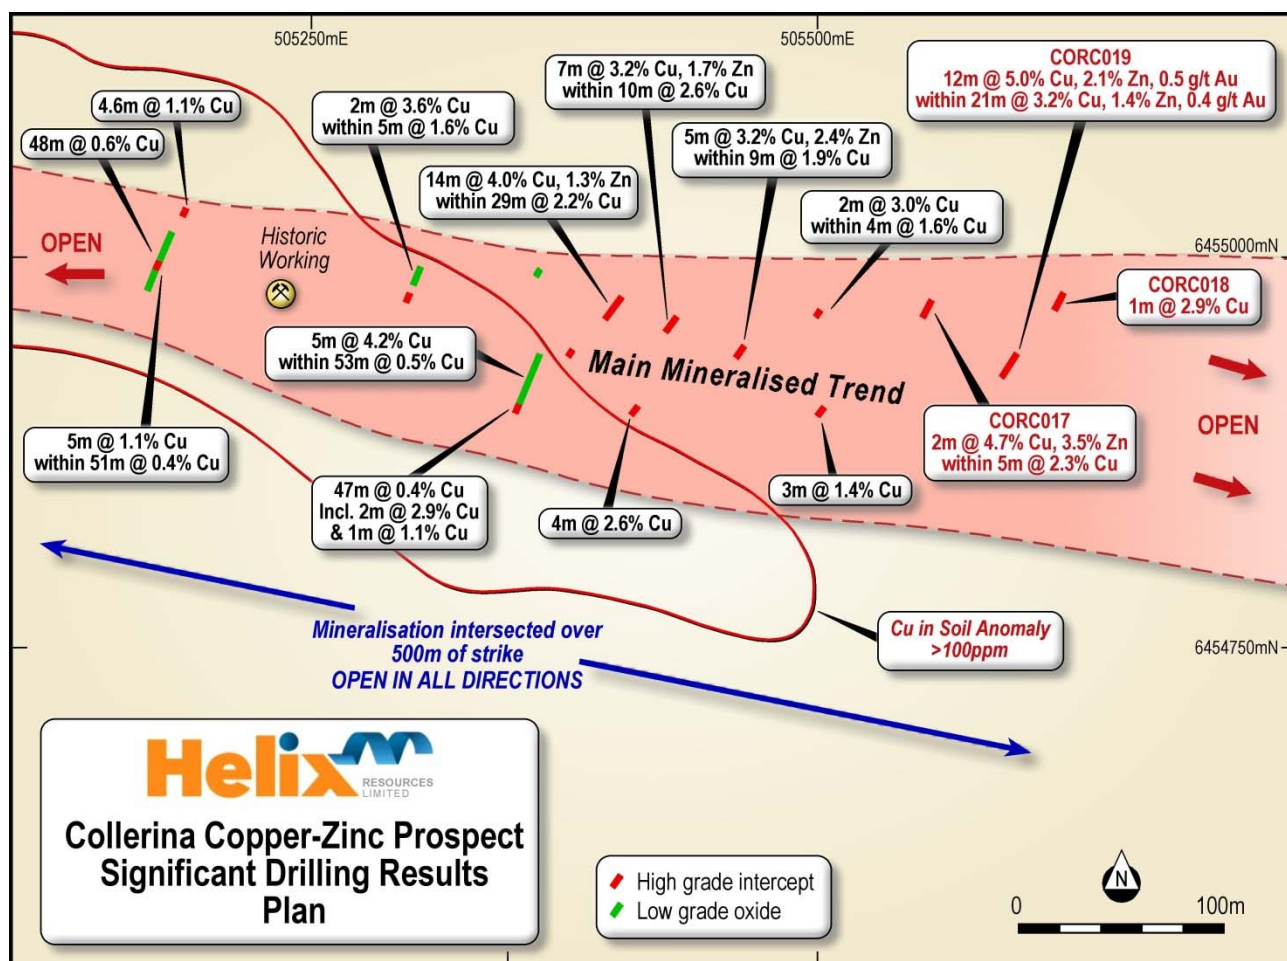 505250mE
505500mE
CORC019
12m @ 5.0% Cu, 2.1% Zn, 0.5 g/t Au
within 21m @ 3.2% Cu, 1.4% Zn, 0.4 g/t Au
7m @ 3.2% Cu, 1.7% Zn
within 10m @ 2.6% Cu
4.6m @ 1.1% Cu
2m @ 3.6% Cu
within 5m @ 1.6% Cu
48m @ 0.6% Cu
5m @ 3.2% Cu, 2.4% Zn
within 9m @ 1.9% Cu
14m @ 4.0% Cu, 1.3% Zn
within 29m @ 2.2% Cu
2m @ 3.0% Cu
within 4m @ 1.6% Cu
OPEN
Historic
Working
6455000mN
CORC018
1m @ 2.9% Cu
5m @ 4.2% Cu
within 53m @ 0.5% Cu
Main Mineralised Trend
OPEN
CORC017
2m @ 4.7% Cu, 3.5% Zn
within 5m @ 2.3% Cu
5m @ 1.1% Cu
within 51m @ 0.4% Cu
47m @ 0.4% Cu
Incl. 2m @ 2.9% Cu
& 1m @ 1.1% Cu
4m @ 2.6% Cu
3m @ 1.4% Cu
Mineralisation intersected over
500m of strike
OPEN IN ALL DIRECTIONS
Cu in Soil Anomaly
>100ppm
6454750mN
Helix
RESOURCES
LIMITED
Collerina Copper-Zinc Prospect
Significant Drilling Results
Plan
High grade intercept
Low grade oxide
N
0 100m